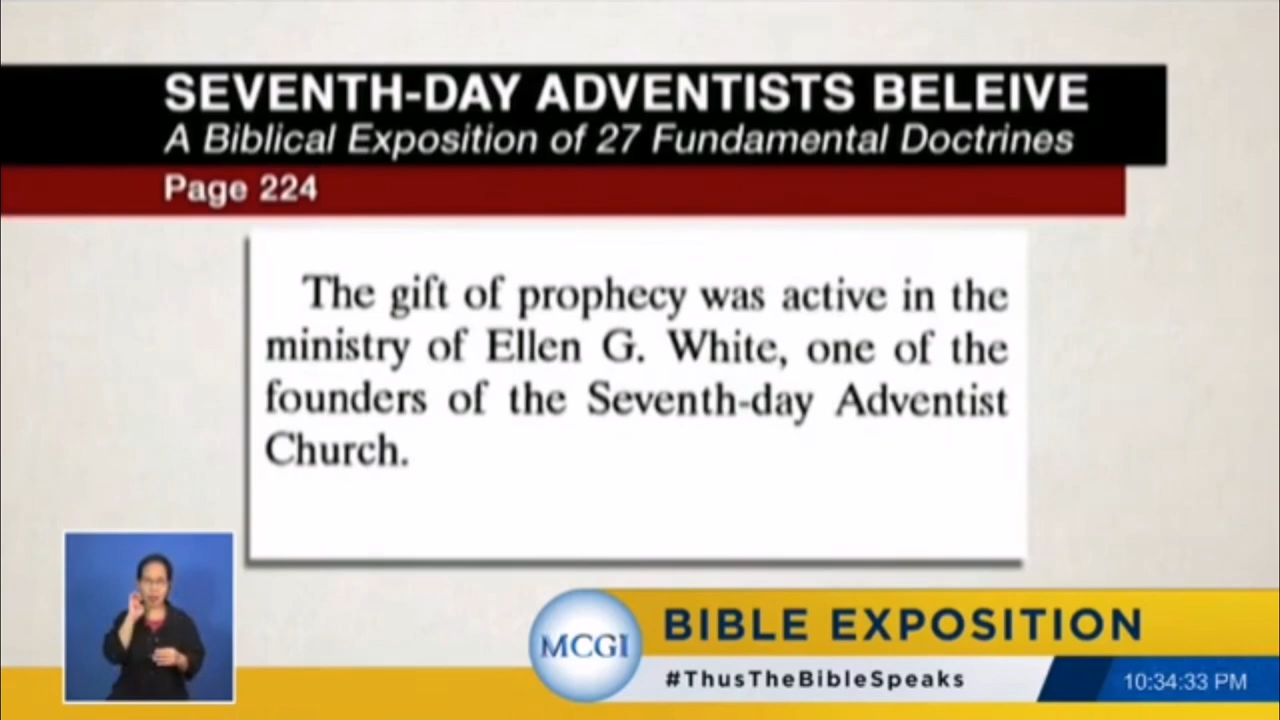 SEVENTH-DAY ADVENTISTS BELEIVE
A Biblical Exposition of 27 Fundamental Doctrines
Page 224
The gift of prophecy was active in the
ministry of Ellen G. White, one of the
founders of the Seventh-day Adventist
Church.
MCGI
BIBLE EXPOSITION
#ThusTheBibleSpeaks
10:34:33 PM